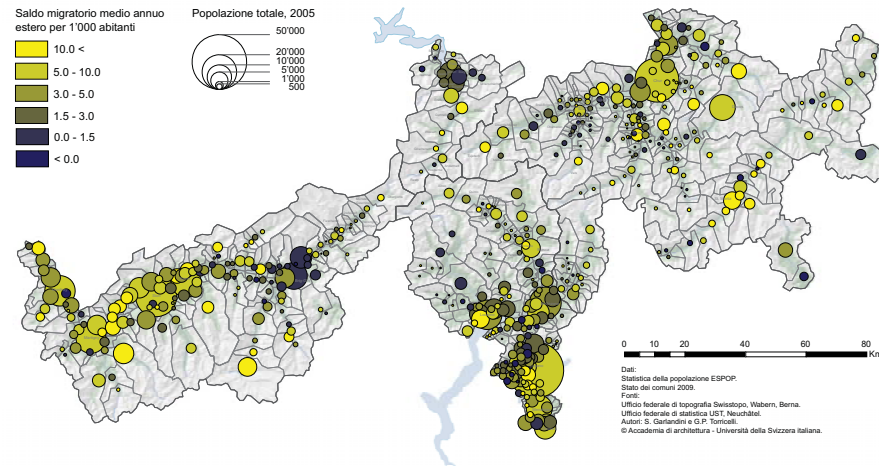 Saldo migratorio medio annuo
estero per 1'000 abitanti
10.0 <
5.0 - 10.0
3.0 - 5.0
1.5 - 3.0
0.0 - 1.5
< 0.0
Popolazione totale, 2005
50'000
20'000
10'000
5'000
1'000
500
0 10 20 40 60 80
Km
Dati:
Statistica della popolazione ESPOP.
Stato dei comuni 2009.
Fonti:
Ufficio federale di topografia Swisstopo, Wabern, Berna.
Ufficio federale di statistica UST, Neuchâtel.
Autori: S. Garlandini e G.P. Torricelli.
© Accademia di architettura - Università della Svizzera italiana.